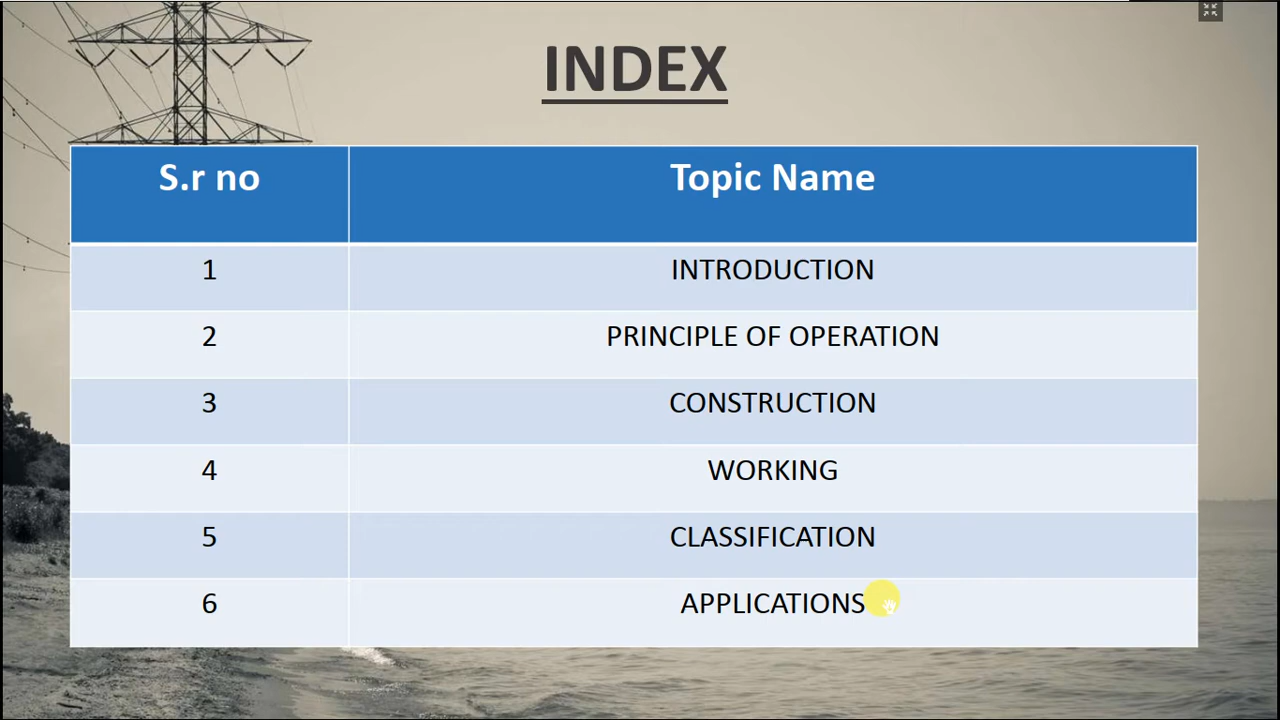 INDEX
S.r no Topic Name
1 INTRODUCTION
2 PRINCIPLE OF OPERATION
3 CONSTRUCTION
4 WORKING
5 CLASSIFICATION
6 APPLICATIONS